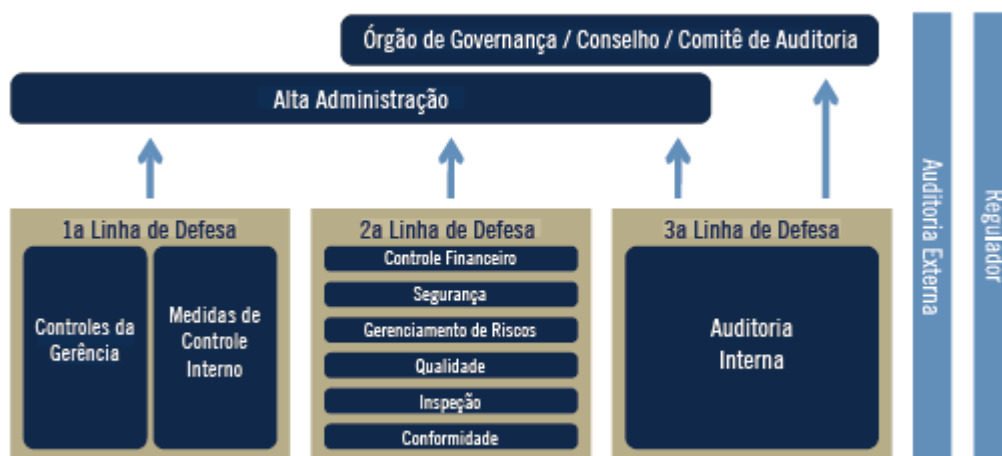 Órgão de Governança / Conselho / Comitê de Auditoria
Alta Administração
1a Linha de Defesa
Controles da
Gerência
Medidas de
Controle
Interno
2a Linha de Defesa
Controle Financeiro
Segurança
Gerenciamento de Riscos
Qualidade
Inspeção
Conformidade
3a Linha de Defesa
Auditoria
Interna
Auditoria Externa
Regulador